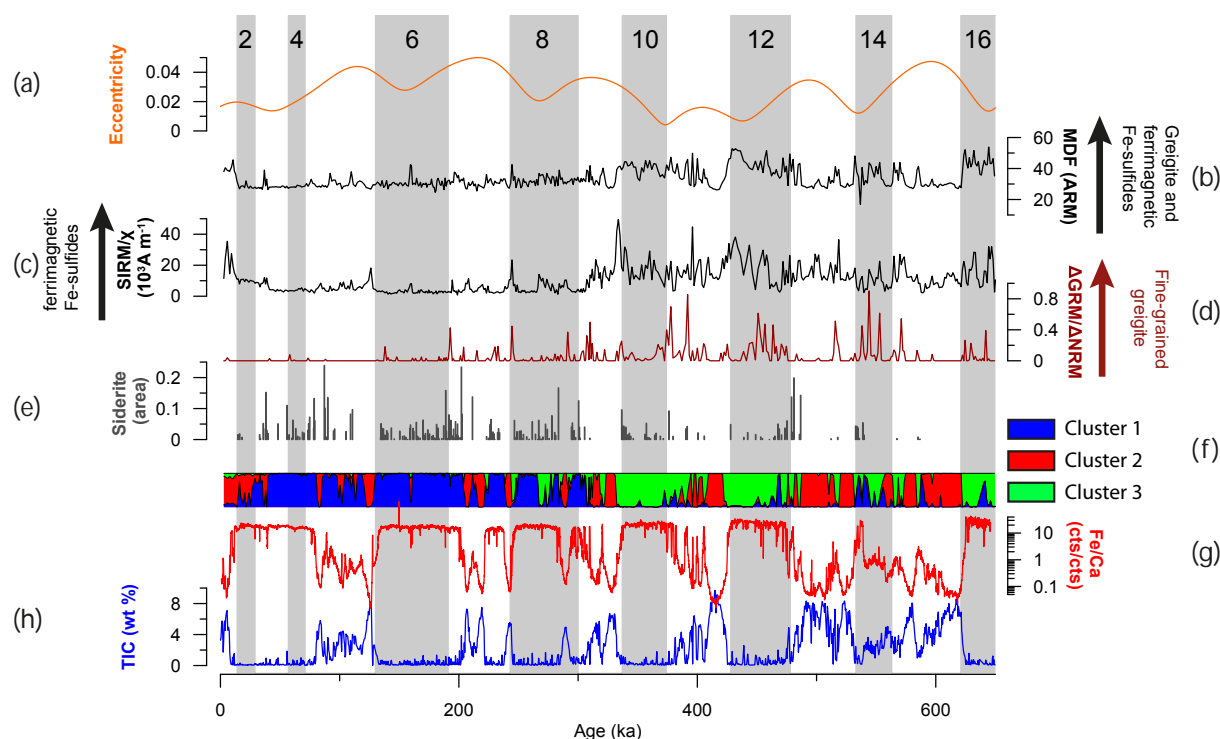 2 4 6 8 10 12 14 16
(a)
Eccentricity
0.04
0.02
0
60
40
20
MDF (ARM)
Greigite and
ferrimagnetic
Fe-sulfides
(b)
(c)
ferrimagnetic
Fe-sulfides
SIRM/χ
(10³A m⁻¹)
40
20
0
0.8
0.4
0
ΔGRM/ΔNRM
Fine-grained
greigite
(d)
(e)
Siderite
(area)
0.2
0.1
0
Cluster 1
Cluster 2
Cluster 3
(f)
10
1
0.1
Fe/Ca
(cts/cts)
(g)
(h)
TIC (wt %)
8
4
0
0 200 400 600
Age (ka)